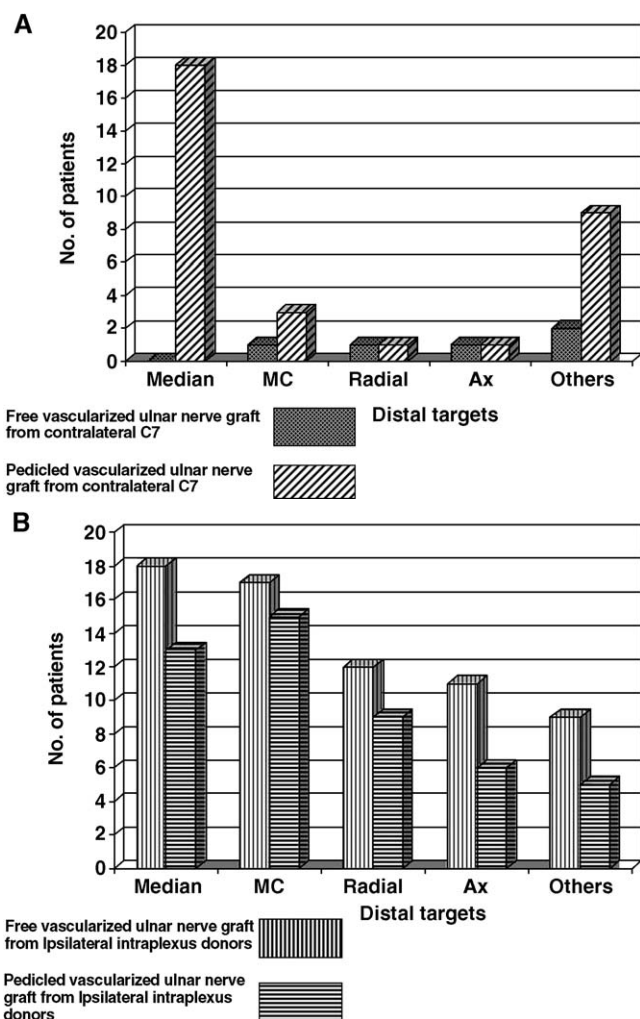 A
No. of patients
20
18
16
14
12
10
8
6
4
2
0
Median MC Radial Ax Others
Distal targets
Free vascularized ulnar nerve graft
from contralateral C7
Pedicled vascularized ulnar nerve
graft from contralateral C7
B
No. of patients
20
18
16
14
12
10
8
6
4
2
0
Median MC Radial Ax Others
Distal targets
Free vascularized ulnar nerve graft
from Ipsilateral intraplexus donors
Pedicled vascularized ulnar nerve
graft from Ipsilateral intraplexus
donors